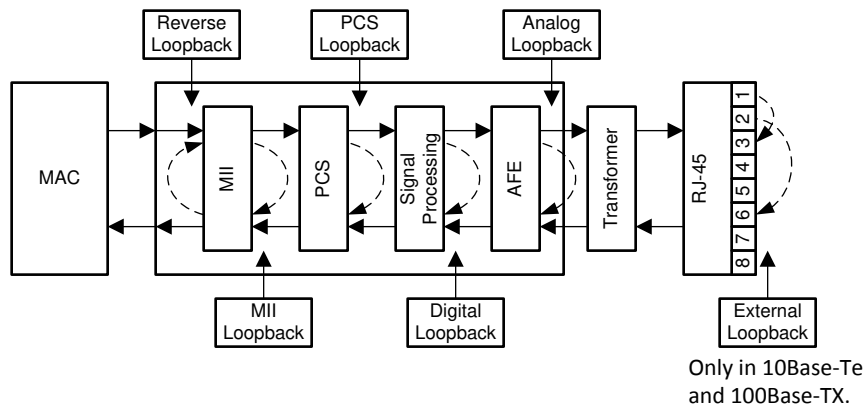 Reverse
Loopback
PCS
Loopback
Analog
Loopback
MAC
MII
PCS
Signal
Processing
AFE
Transformer
RJ-45
1
2
3
4
5
6
7
8
MII
Loopback
Digital
Loopback
External
Loopback
Only in 10Base-Te
and 100Base-TX.